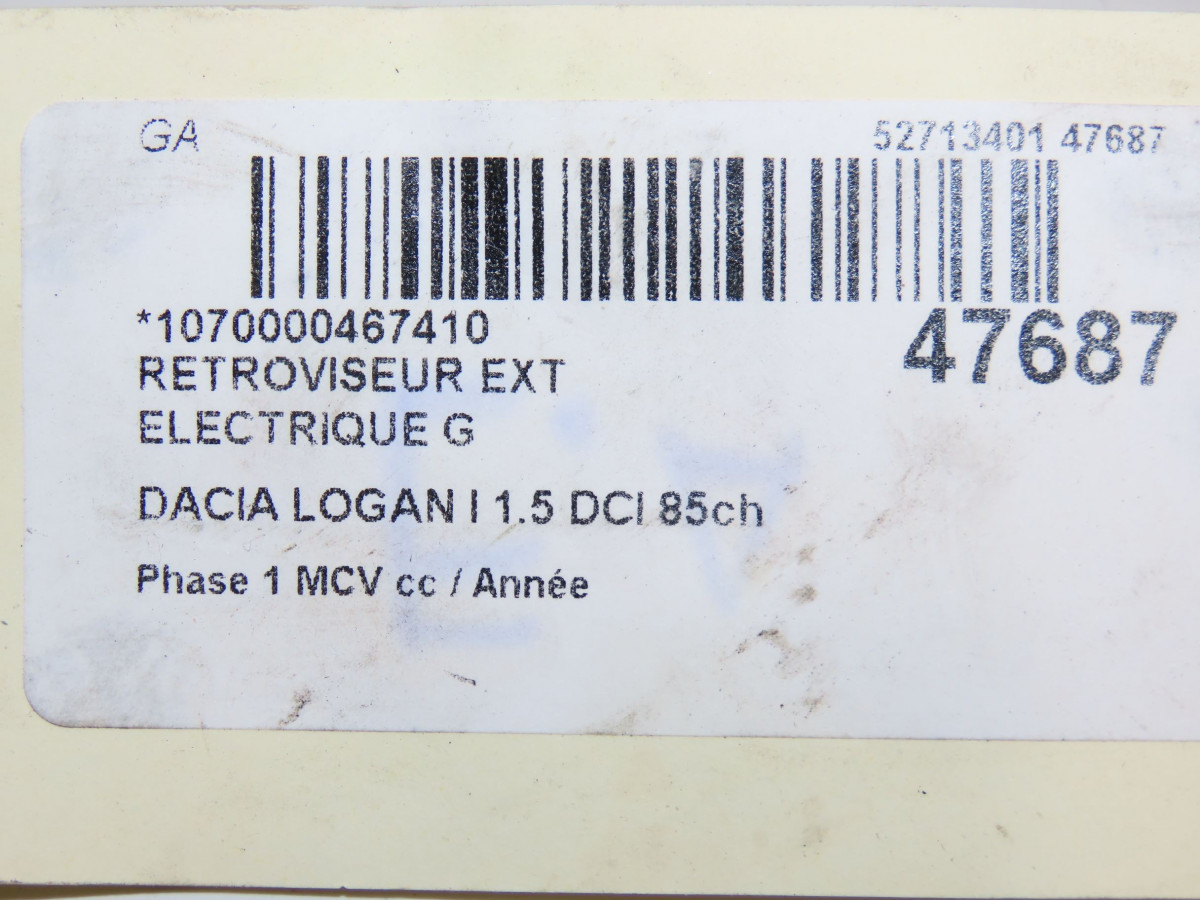 GA
52713401 47687
*1070000467410
47687
RETROVISEUR EXT
ELECTRIQUE G
DACIA LOGAN I 1.5 DCI 85ch
Phase 1 MCV cc / Année